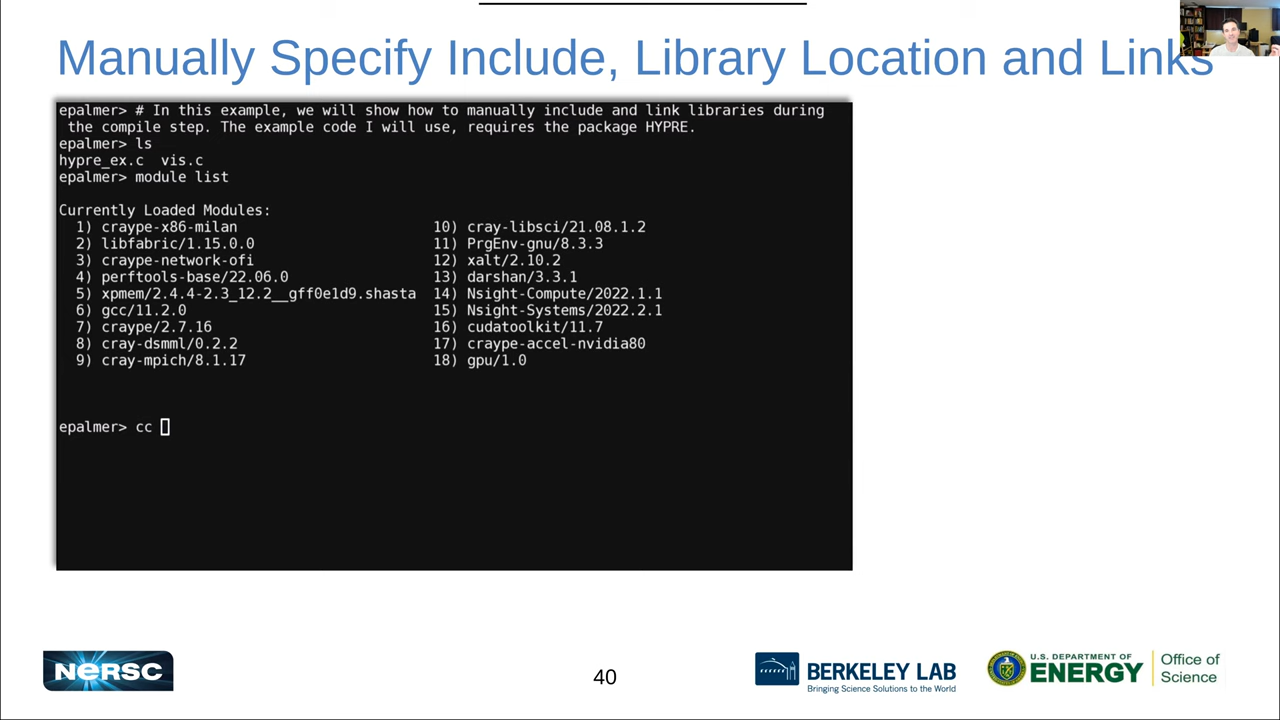 Manually Specify Include, Library Location and Links
epalmer> # In this example, we will show how to manually include and link libraries during
the compile step. The example code I will use, requires the package HYPRE.
epalmer> ls
hypre_ex.c vis.c
epalmer> module list
Currently Loaded Modules:
1) craype-x86-milan 10) cray-libsci/21.08.1.2
2) libfabric/1.15.0.0 11) PrgEnv-gnu/8.3.3
3) craype-network-ofi 12) xalt/2.10.2
4) perftools-base/22.06.0 13) darshan/3.3.1
5) xpmem/2.4.4-2.3_12.2__gff0e1d9.shasta 14) Nsight-Compute/2022.1.1
6) gcc/11.2.0 15) Nsight-Systems/2022.2.1
7) craype/2.7.16 16) cudatoolkit/11.7
8) cray-dsmml/0.2.2 17) craype-accel-nvidia80
9) cray-mpich/8.1.17 18) gpu/1.0
epalmer> cc
NERSC
40
BERKELEY LAB
Bringing Science Solutions to the World
U.S. DEPARTMENT OF
ENERGY
Office of
Science